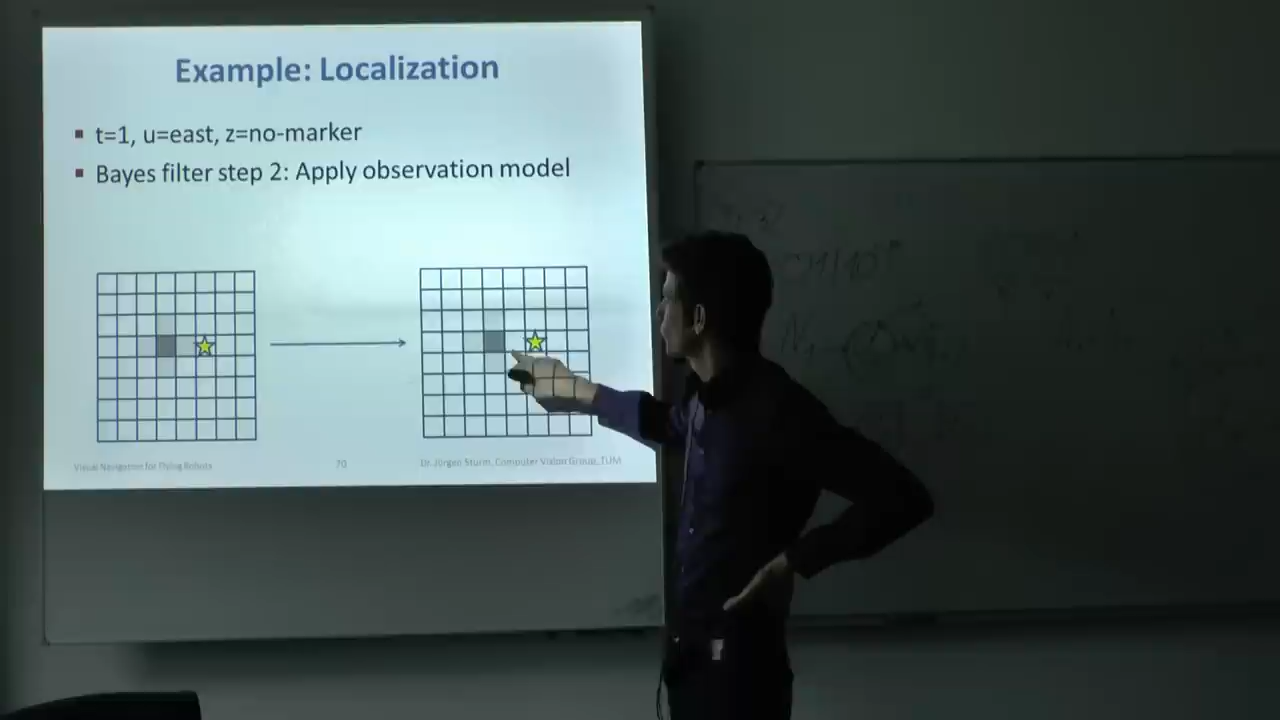 Example: Localization
t=1, u=east, z=no-marker
Bayes filter step 2: Apply observation model
Visual Navigation for Flying Robots
70
Dr. Jürgen Sturm, Computer Vision Group, TUM